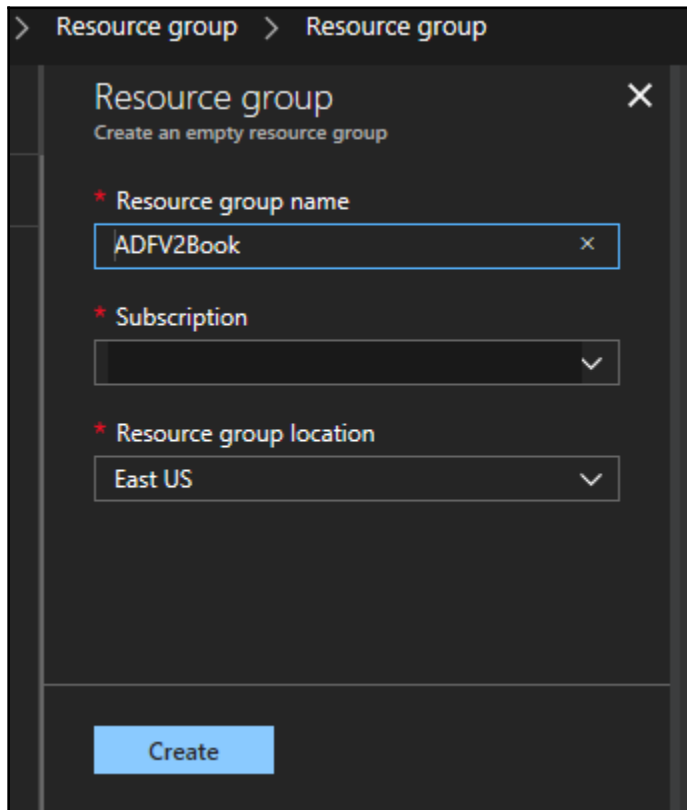 > Resource group > Resource group
Resource group
Create an empty resource group
* Resource group name
ADFV2Book
* Subscription
* Resource group location
East US
Create